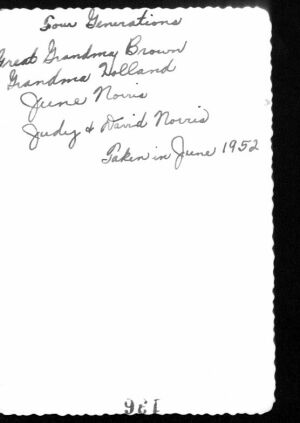 Four Generations
Great Grandma Brown
Grandma Holland
June Norris
Judy & David Norris
Taken in June 1952
196